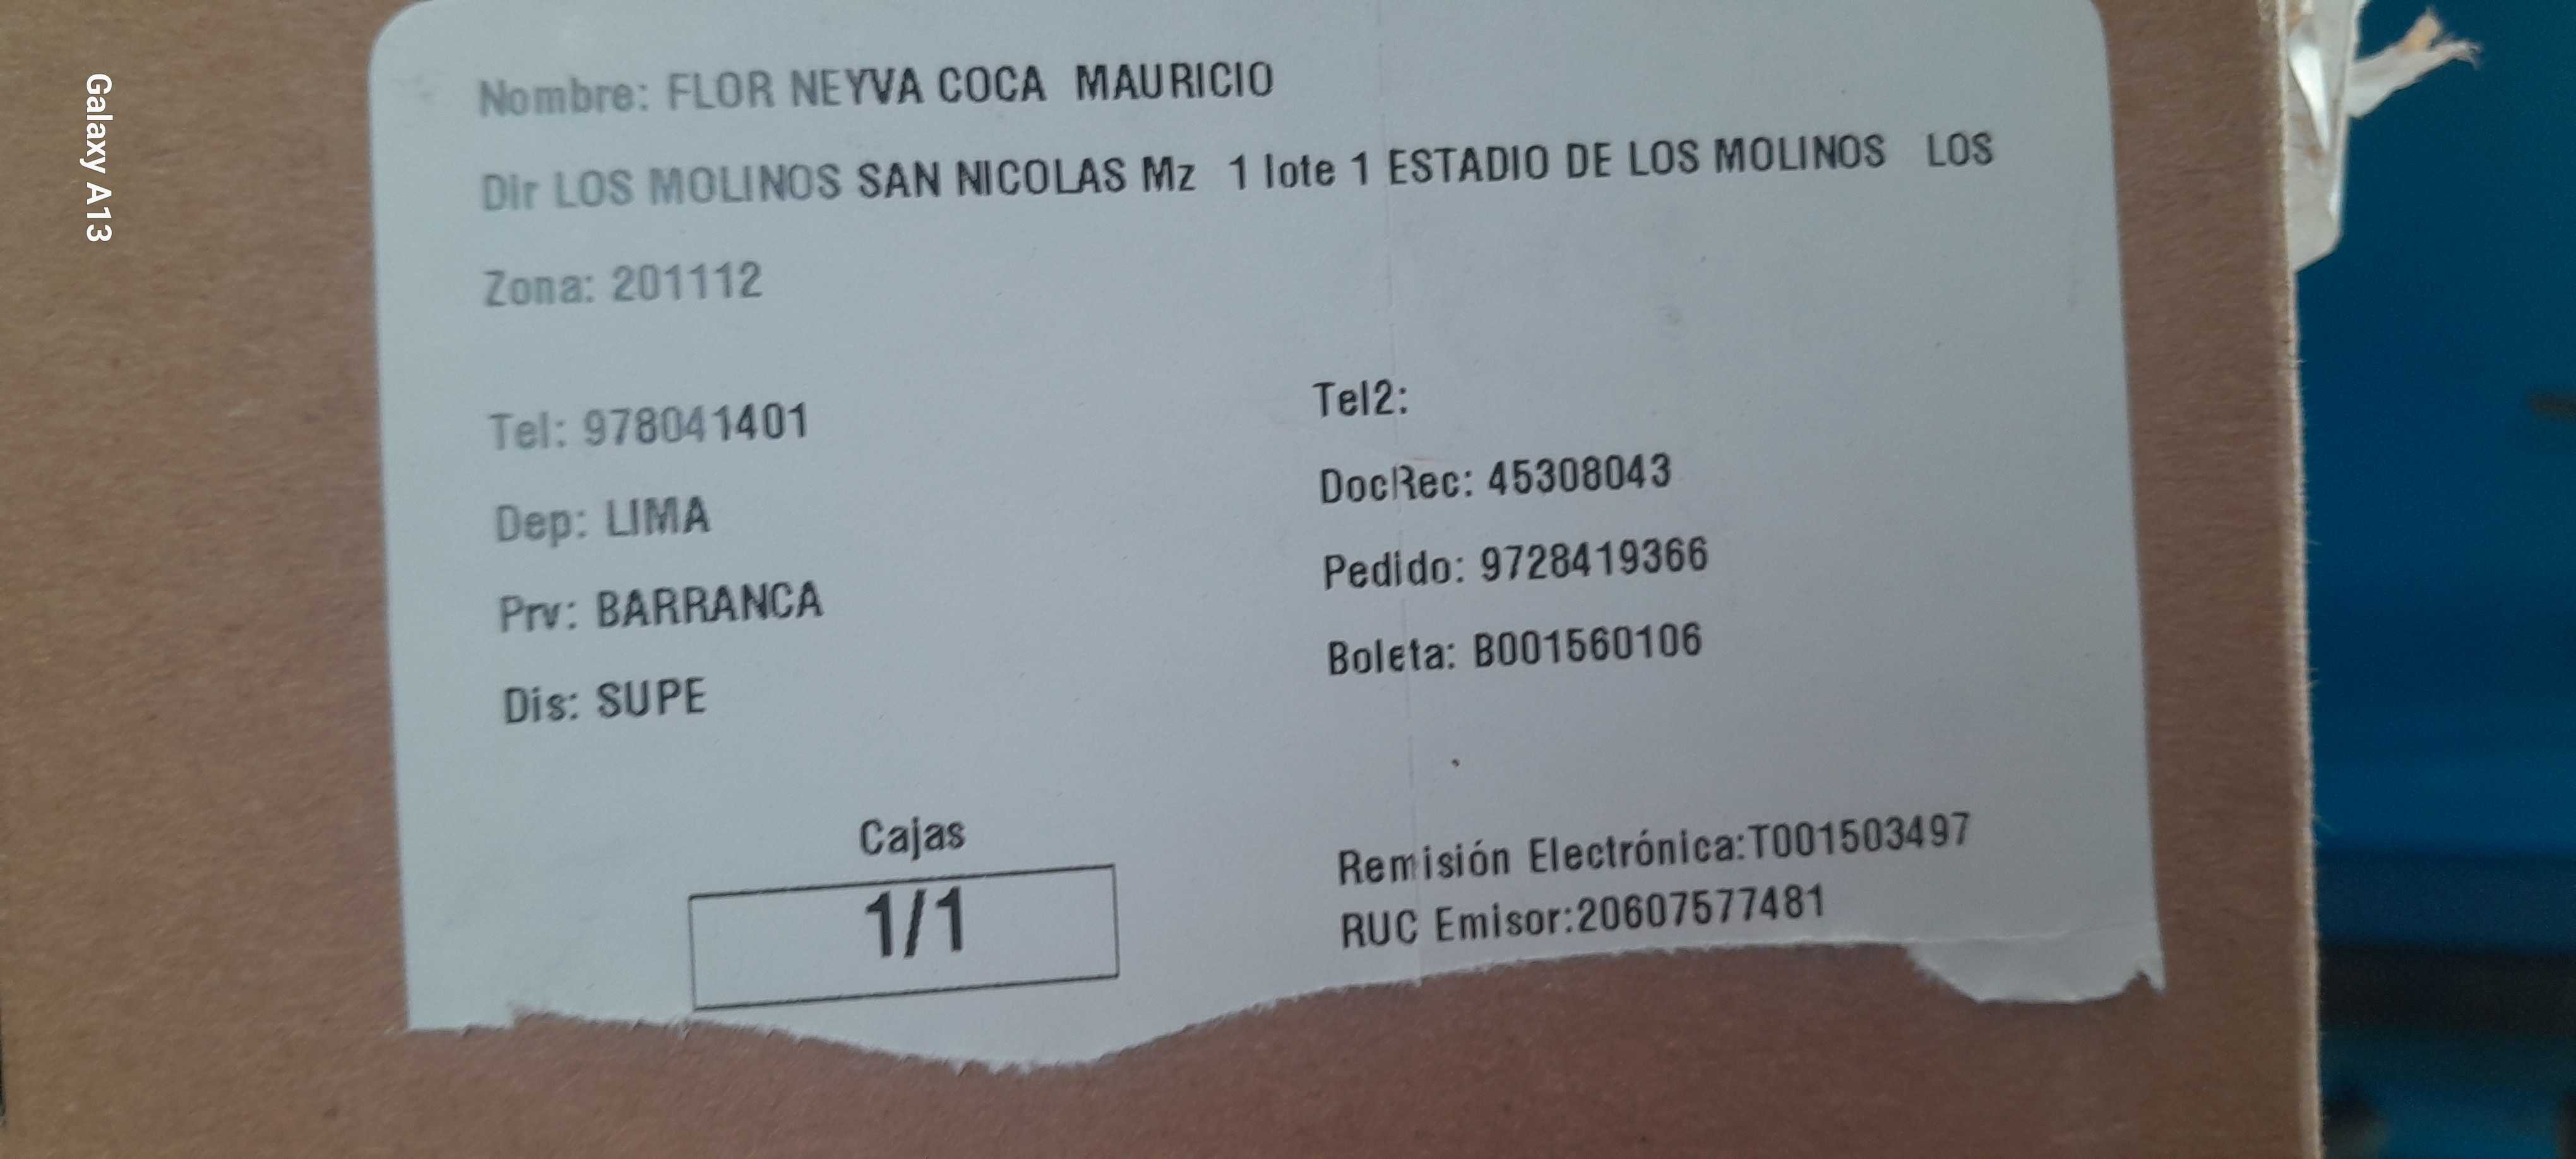 Nombre: FLOR NEYVA COCA MAURICIO
Dir LOS MOLINOS SAN NICOLAS Mz 1 lote 1 ESTADIO DE LOS MOLINOS LOS
Zona: 201112
Tel: 978041401
Dep: LIMA
Prv: BARRANCA
Dis: SUPE
Tel2:
DocRec: 45308043
Pedido: 9728419366
Boleta: B001560106
Cajas
1/1
Remisión Electrónica:T001503497
RUC Emisor:20607577481
Galaxy A13